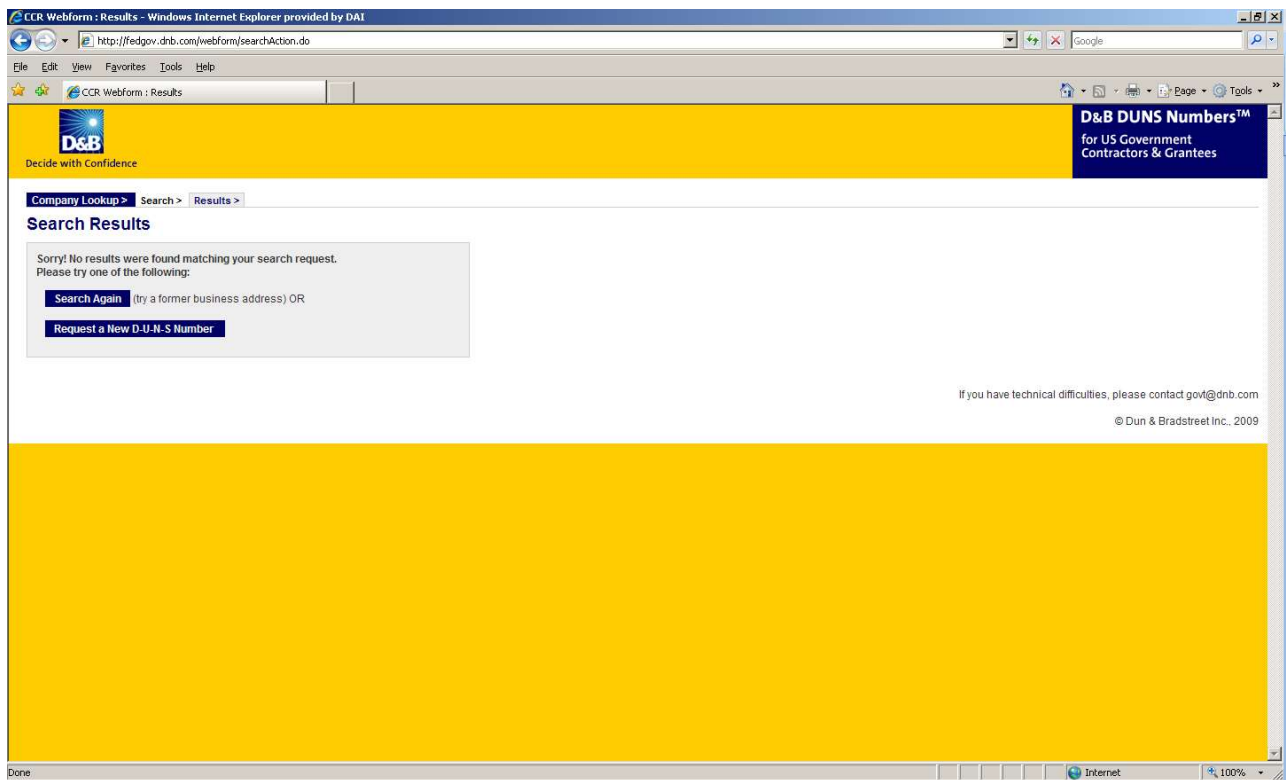 CCR Webform : Results - Windows Internet Explorer provided by DAI
http://fedgov.dnb.com/webform/searchAction.do
Google
File Edit View Favorites Tools Help
CCR Webform : Results
Page Tools »
D&B
Decide with Confidence
D&B DUNS Numbers™
for US Government
Contractors & Grantees
Company Lookup > Search > Results >
Search Results
Sorry! No results were found matching your search request.
Please try one of the following:
Search Again (try a former business address) OR
Request a New D-U-N-S Number
If you have technical difficulties, please contact govt@dnb.com
© Dun & Bradstreet Inc., 2009
Done
Internet
100%